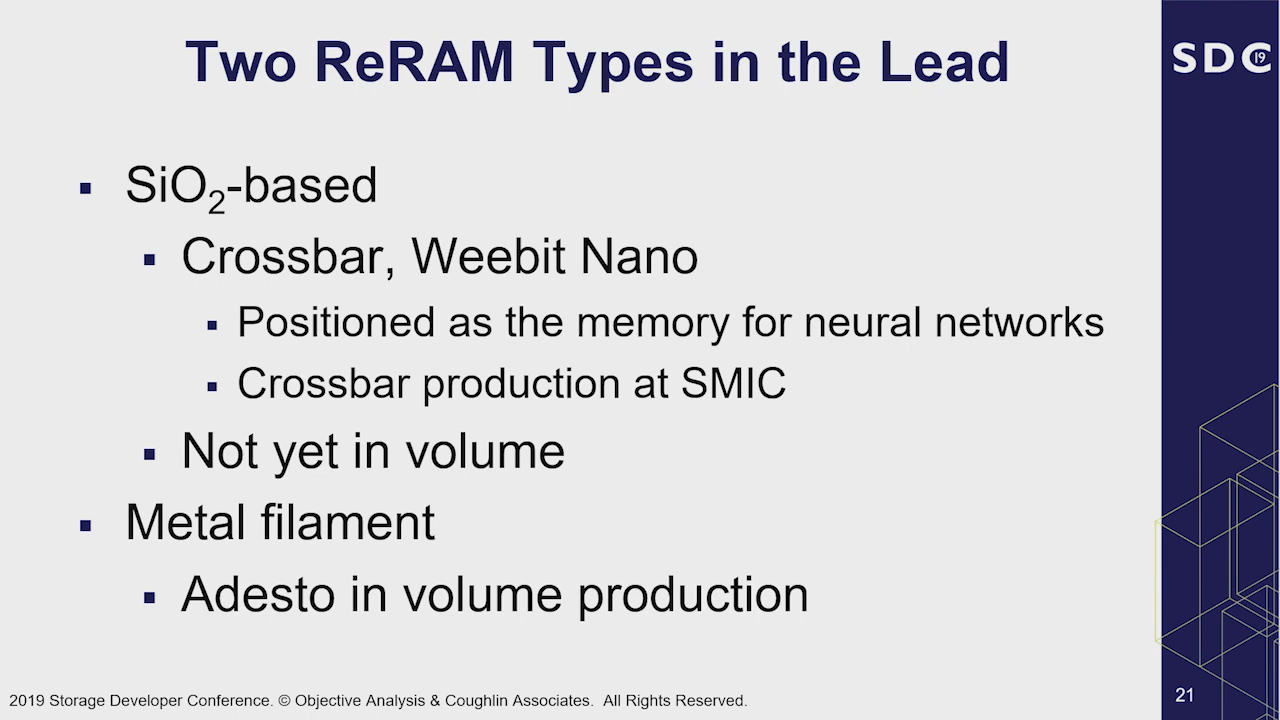 Two ReRAM Types in the Lead
SDC 19
▪ SiO₂-based
▪ Crossbar, Weebit Nano
▪ Positioned as the memory for neural networks
▪ Crossbar production at SMIC
▪ Not yet in volume
▪ Metal filament
▪ Adesto in volume production
2019 Storage Developer Conference. © Objective Analysis & Coughlin Associates. All Rights Reserved.
21